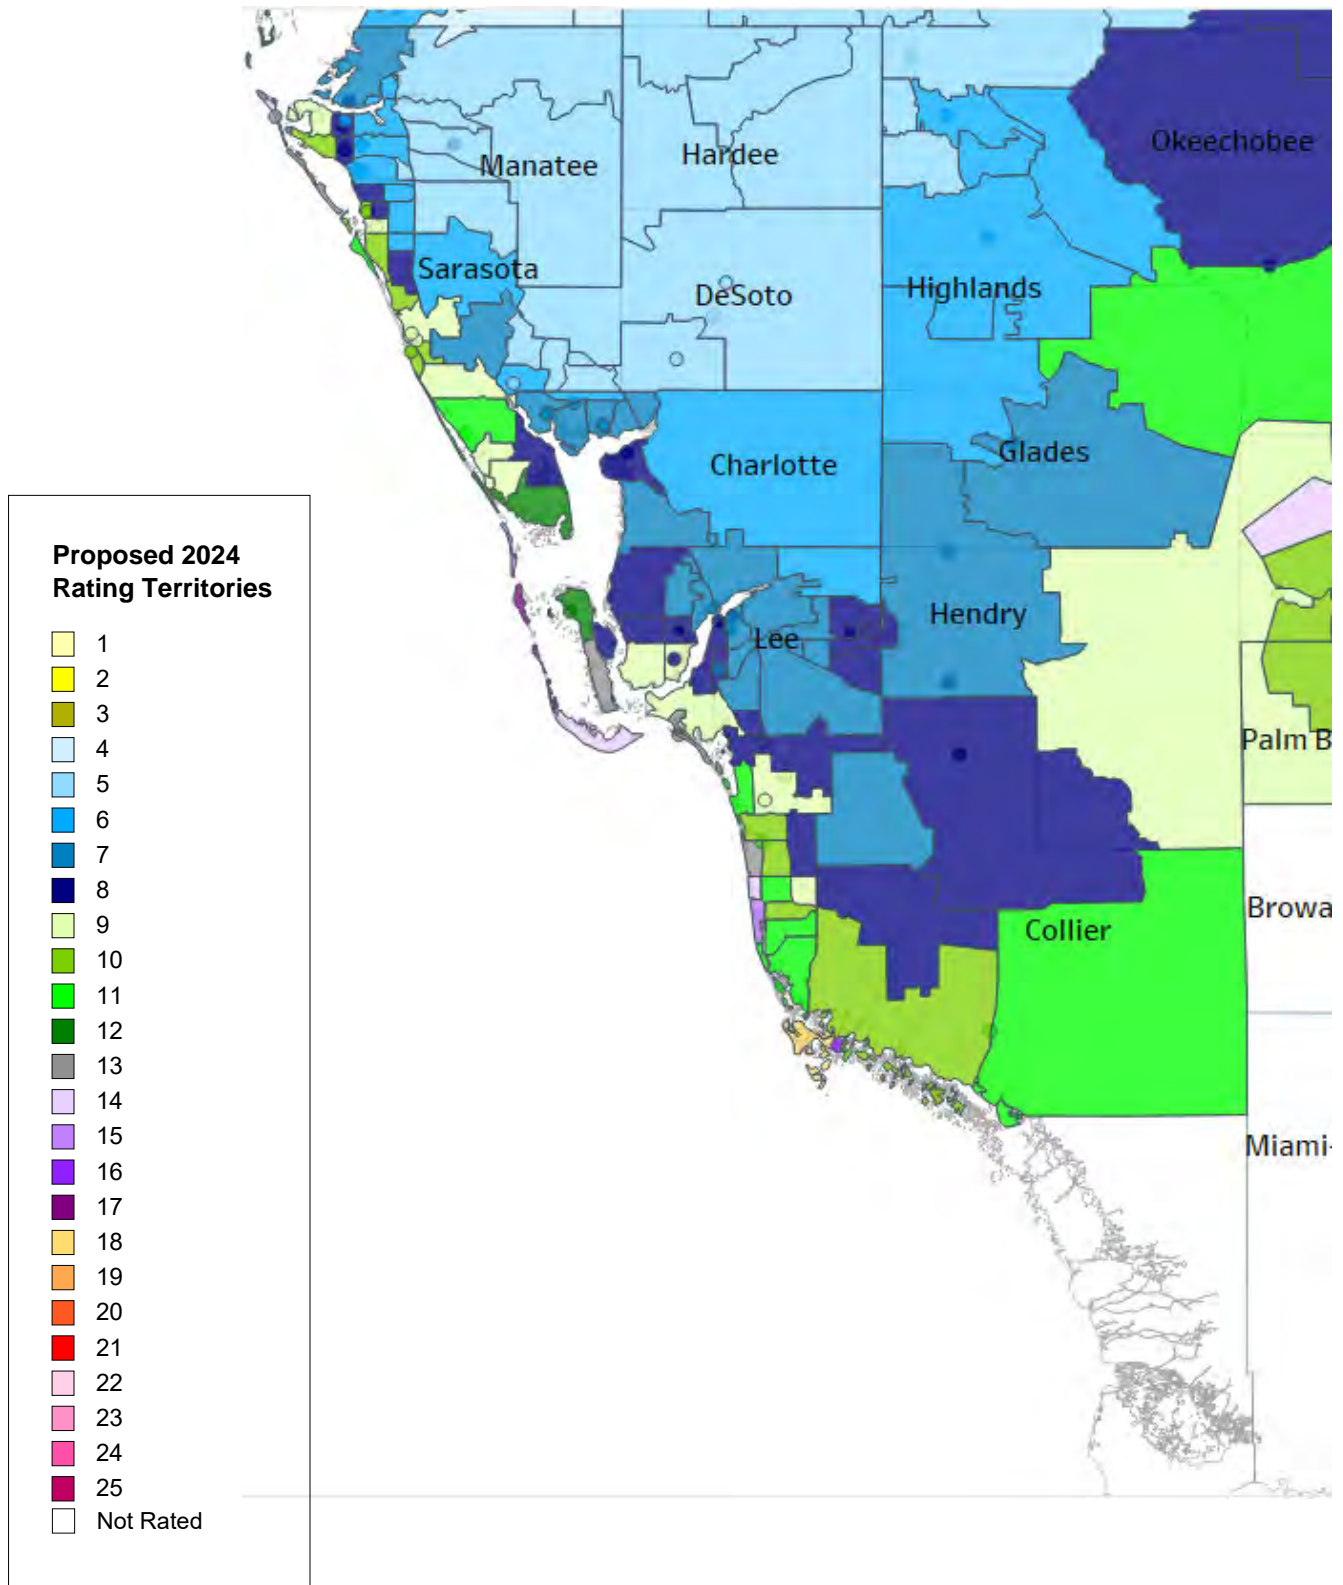 Okeechobee
Manatee
Hardee
Sarasota
DeSoto
Highlands
Charlotte
Glades
Hendry
Lee
Palm B
Browa
Collier
Miami-
Proposed 2024
Rating Territories
1
2
3
4
5
6
7
8
9
10
11
12
13
14
15
16
17
18
19
20
21
22
23
24
25
Not Rated